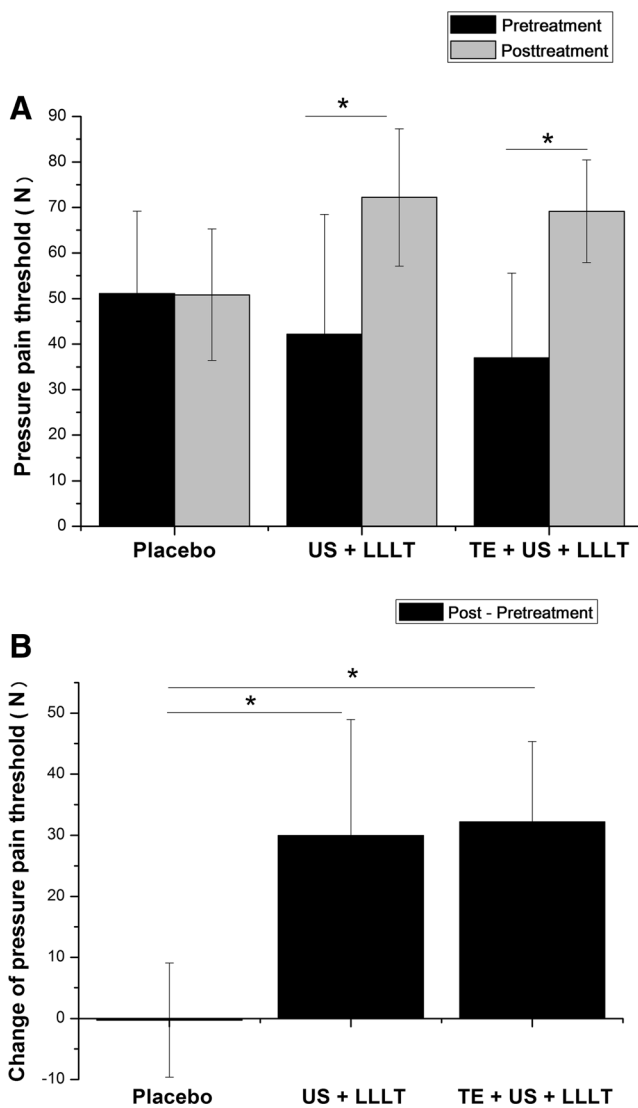 Pretreatment
Posttreatment
A
Pressure pain threshold ( N )
90
80
70
60
50
40
30
20
10
0
*
*
Placebo
US + LLLT
TE + US + LLLT
Post - Pretreatment
B
Change of pressure pain threshold ( N )
50
40
30
20
10
0
-10
*
*
Placebo
US + LLLT
TE + US + LLLT